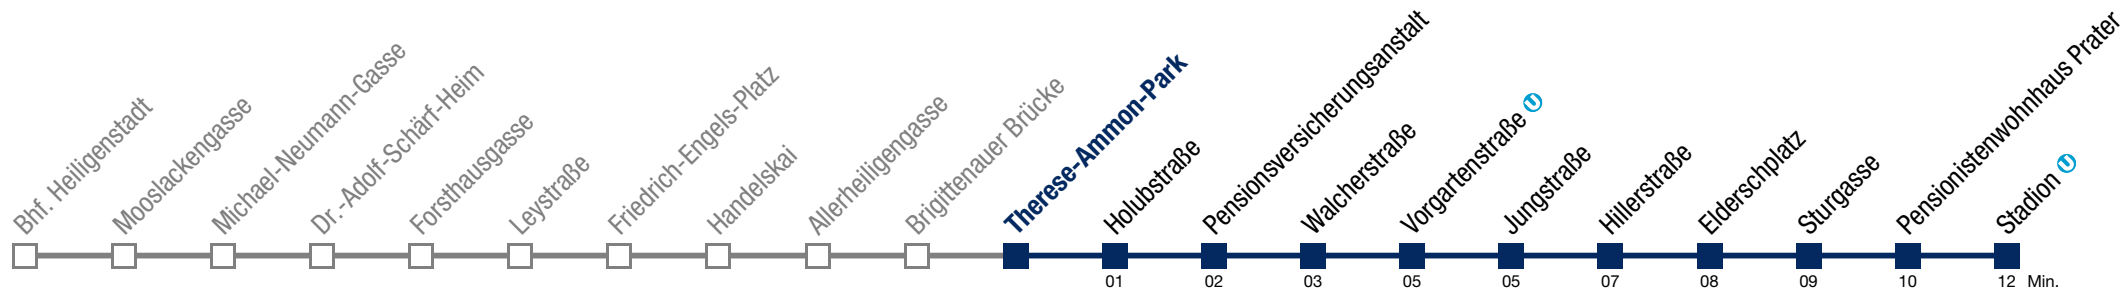 Bhf. Heiligenstadt
Mooslackengasse
Michael-Neumann-Gasse
Dr.-Adolf-Schärf-Heim
Forsthausgasse
Leystraße
Friedrich-Engels-Platz
Handelskai
Allerheiligengasse
Brigittenauer Brücke
Therese-Ammon-Park
Holubstraße
Pensionsversicherungsanstalt
Walcherstraße
Vorgartenstraße U
Jungstraße
Hillerstraße
Elderschplatz
Sturgasse
Pensionistenwohnhaus Prater
Stadion U
01 02 03 05 05 07 08 09 10 12 Min.